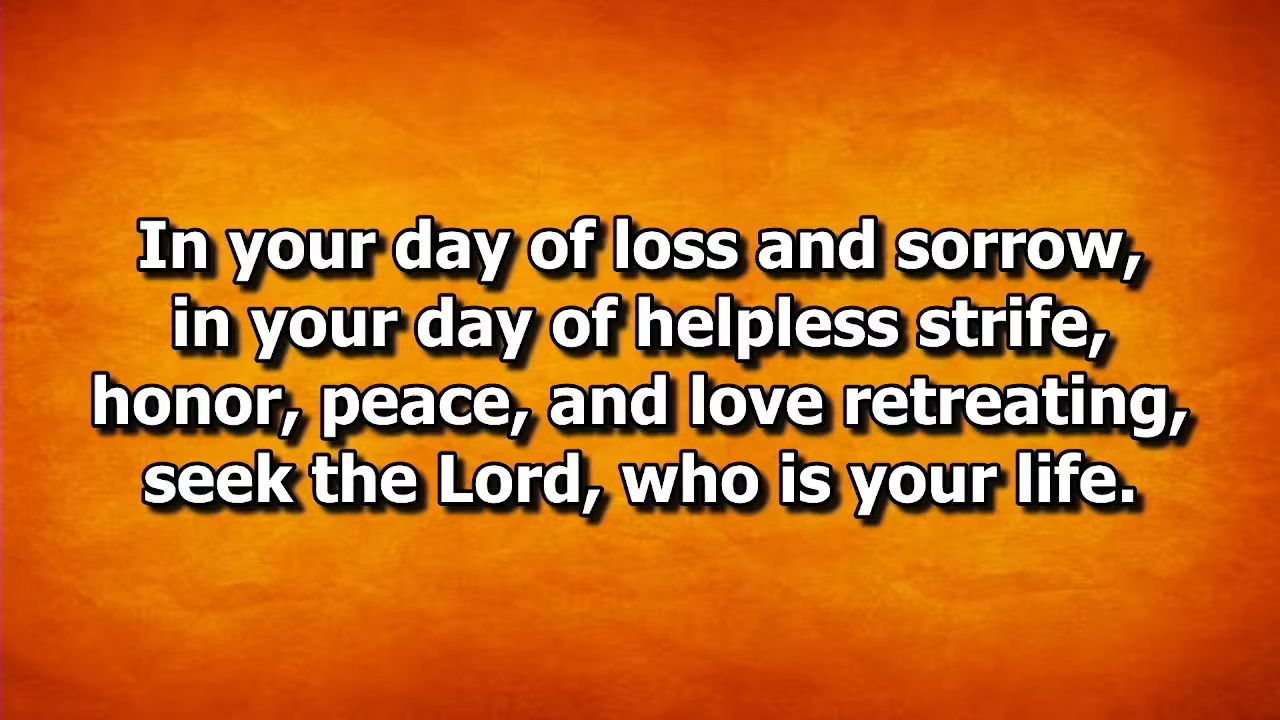 In your day of loss and sorrow,
in your day of helpless strife,
honor, peace, and love retreating,
seek the Lord, who is your life.